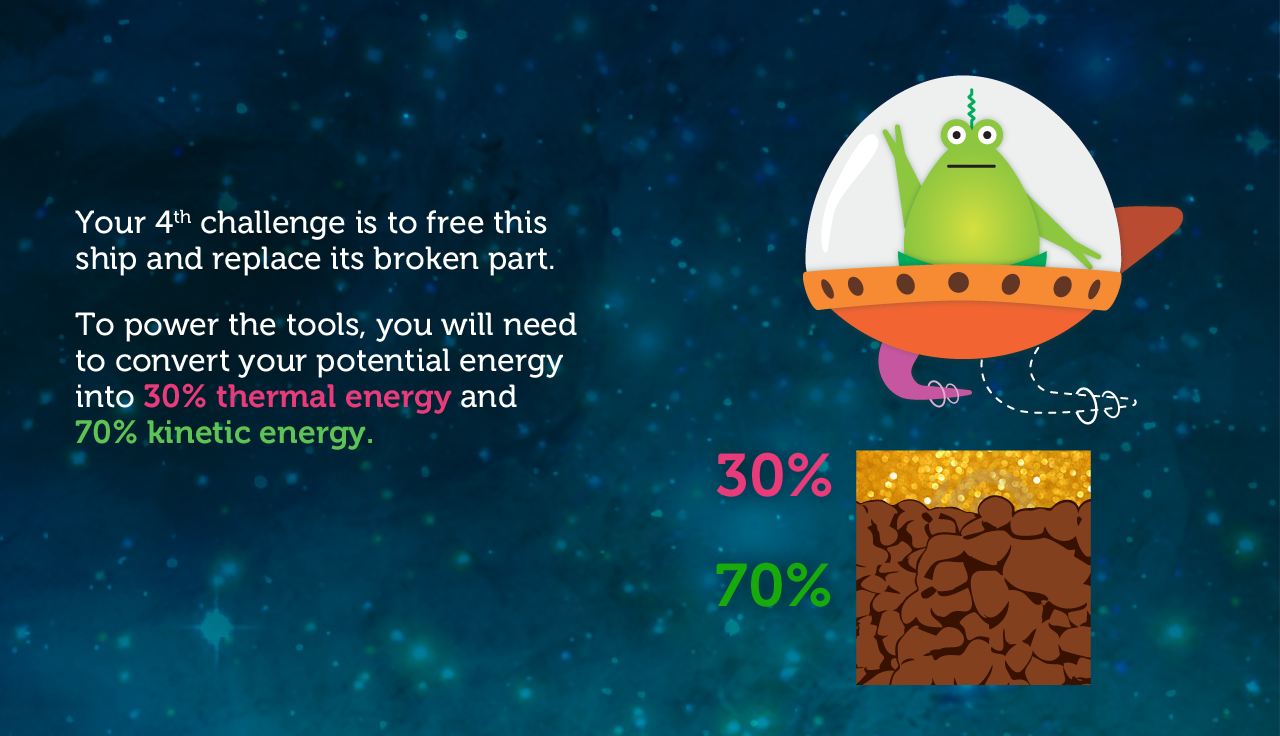 Your 4th challenge is to free this
ship and replace its broken part.
To power the tools, you will need
to convert your potential energy
into 30% thermal energy and
70% kinetic energy.
30%
70%